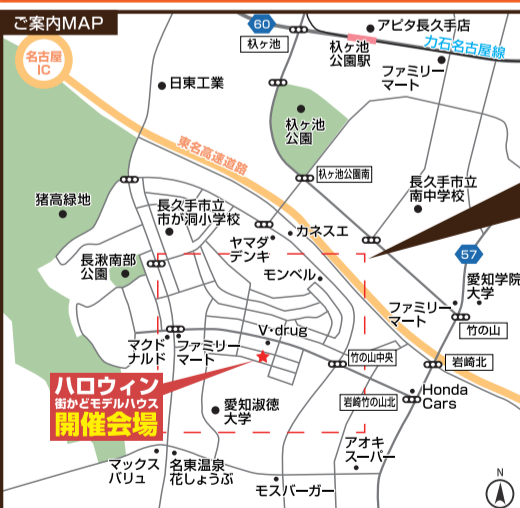 ご案内MAP
60
アピタ長久手店
杁ヶ池
杁ヶ池
公園駅
力石名古屋線
名古屋
IC
ファミリー
マート
日東工業
杁ヶ池
公園
東名高速道路
杁ヶ池公園南
猪高緑地
長久手市立
市が洞小学校
長久手市立
南中学校
カネスエ
ヤマダ
デンキ
長湫南部
公園
モンベル
57
愛知学院
大学
ファミリー
マート
竹の山
V・drug
マクド
ナルド
ファミリー
マート
竹の山中央
岩崎北
ハロウィン
街かどモデルハウス
開催会場
愛知淑徳
大学
岩崎竹の山北
Honda
Cars
アオキ
スーパー
マックス
バリュ
名東温泉
花しょうぶ
モスバーガー
N